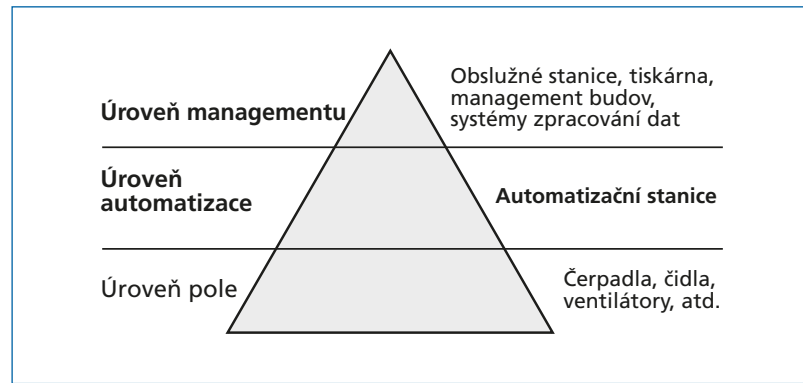 Obslužné stanice, tiskárna,
management budov,
systémy zpracování dat
Úroveň managementu
Úroveň
automatizace
Automatizační stanice
Úroveň pole
Čerpadla, čidla,
ventilátory, atd.